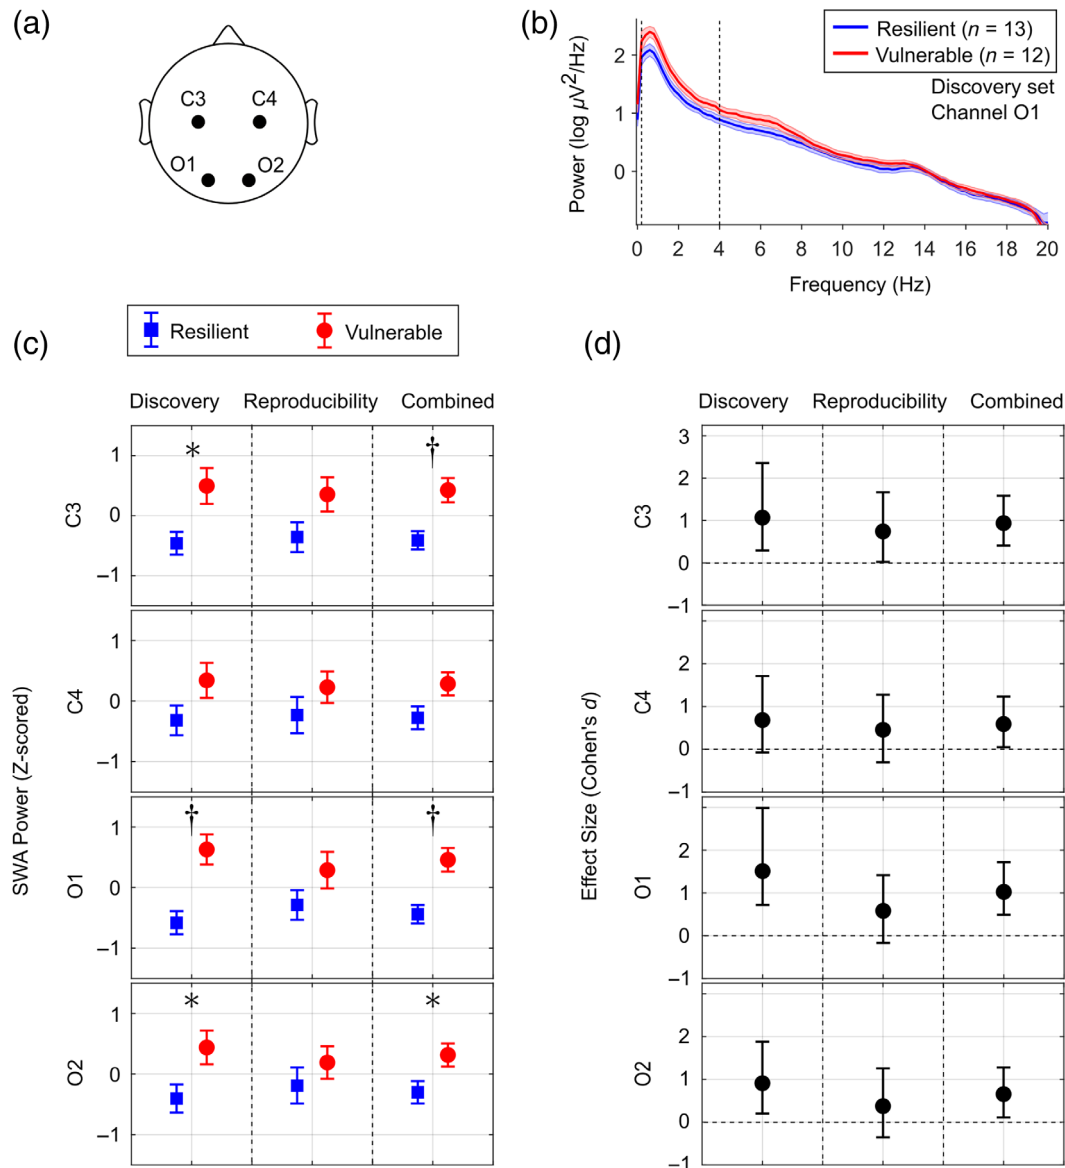 (a)
C3 C4
O1 O2
(b)
Resilient (n = 13)
Vulnerable (n = 12)
Discovery set
Channel O1
Power (log μV²/Hz)
2
1
0
0 2 4 6 8 10 12 14 16 18 20
Frequency (Hz)
Resilient Vulnerable
(c)
Discovery Reproducibility Combined
SWA Power (Z-scored)
C3
1
0
–1
* †
C4
1
0
–1
O1
1
0
–1
† †
O2
1
0
–1
* *
(d)
Discovery Reproducibility Combined
Effect Size (Cohen's d)
C3
3
2
1
0
–1
C4
2
1
0
–1
O1
2
1
0
–1
O2
2
1
0
–1